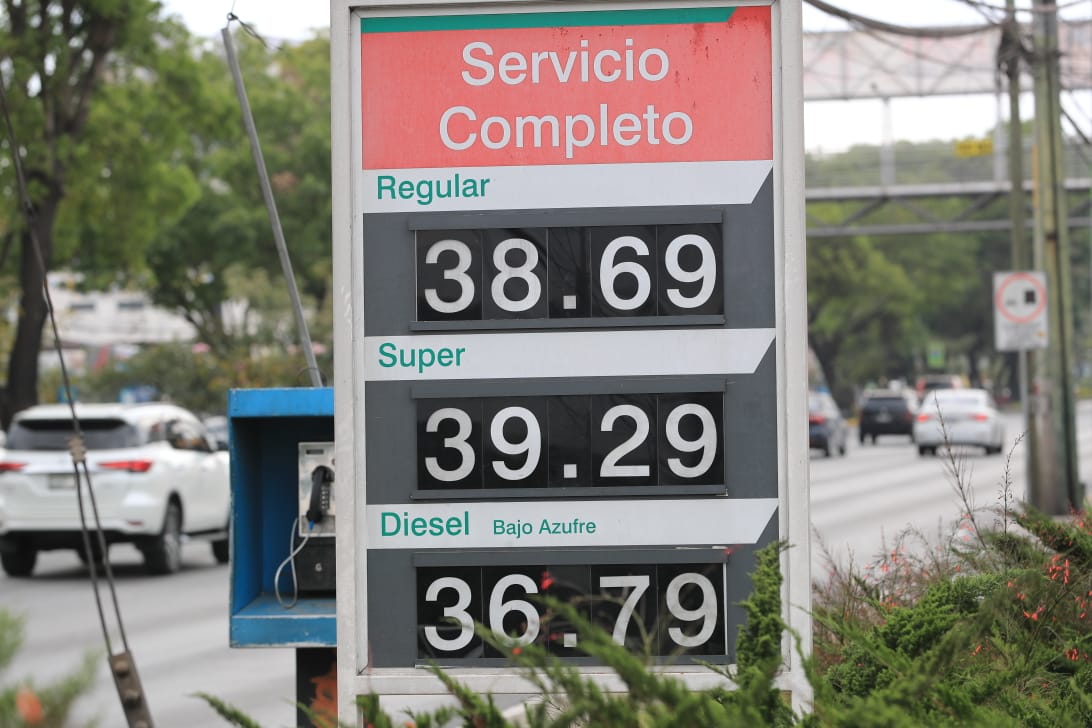 Servicio
Completo
Regular
38.69
Super
39.29
Diesel Bajo Azufre
36.79